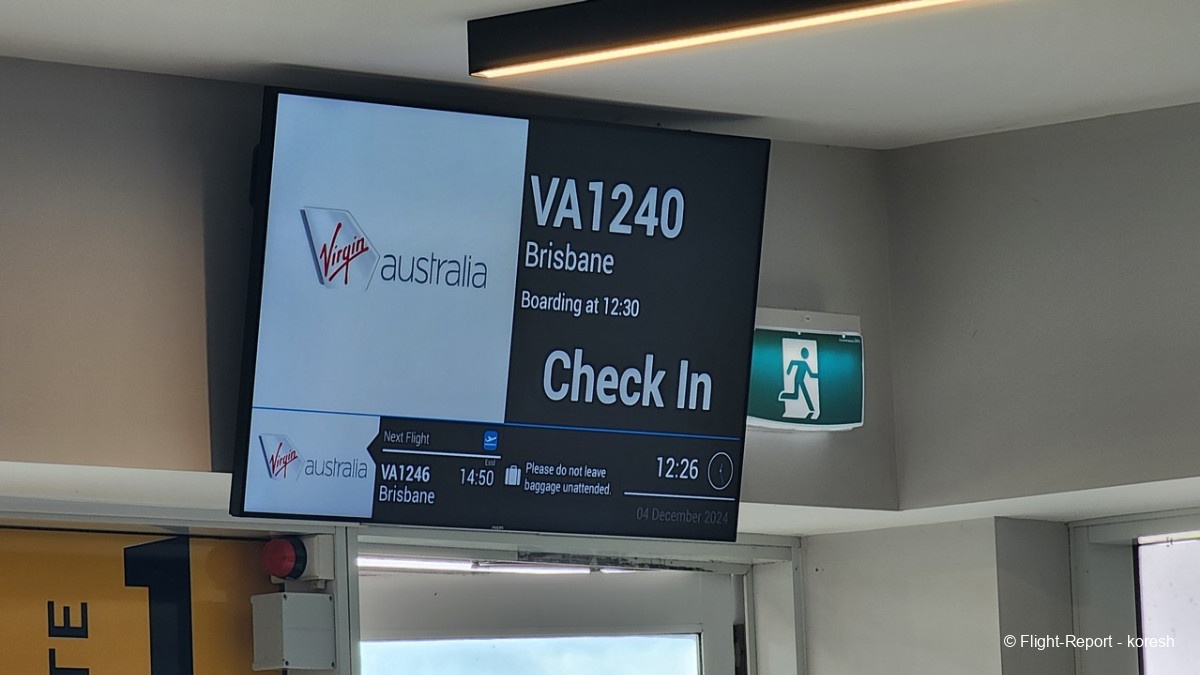 Virgin australia
VA1240
Brisbane
Boarding at 12:30
Check In
Virgin australia
Next Flight
VA1246
14:50
Brisbane
Please do not leave
baggage unattended.
12:26
04 December 2024
1
TE
© Flight-Report - koresh